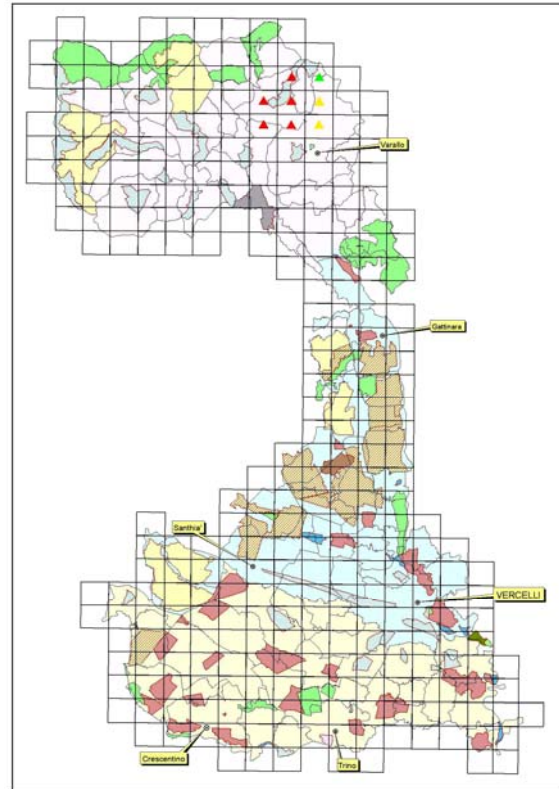 Varallo
Gattinara
Santhia'
VERCELLI
Crescentino
Trino